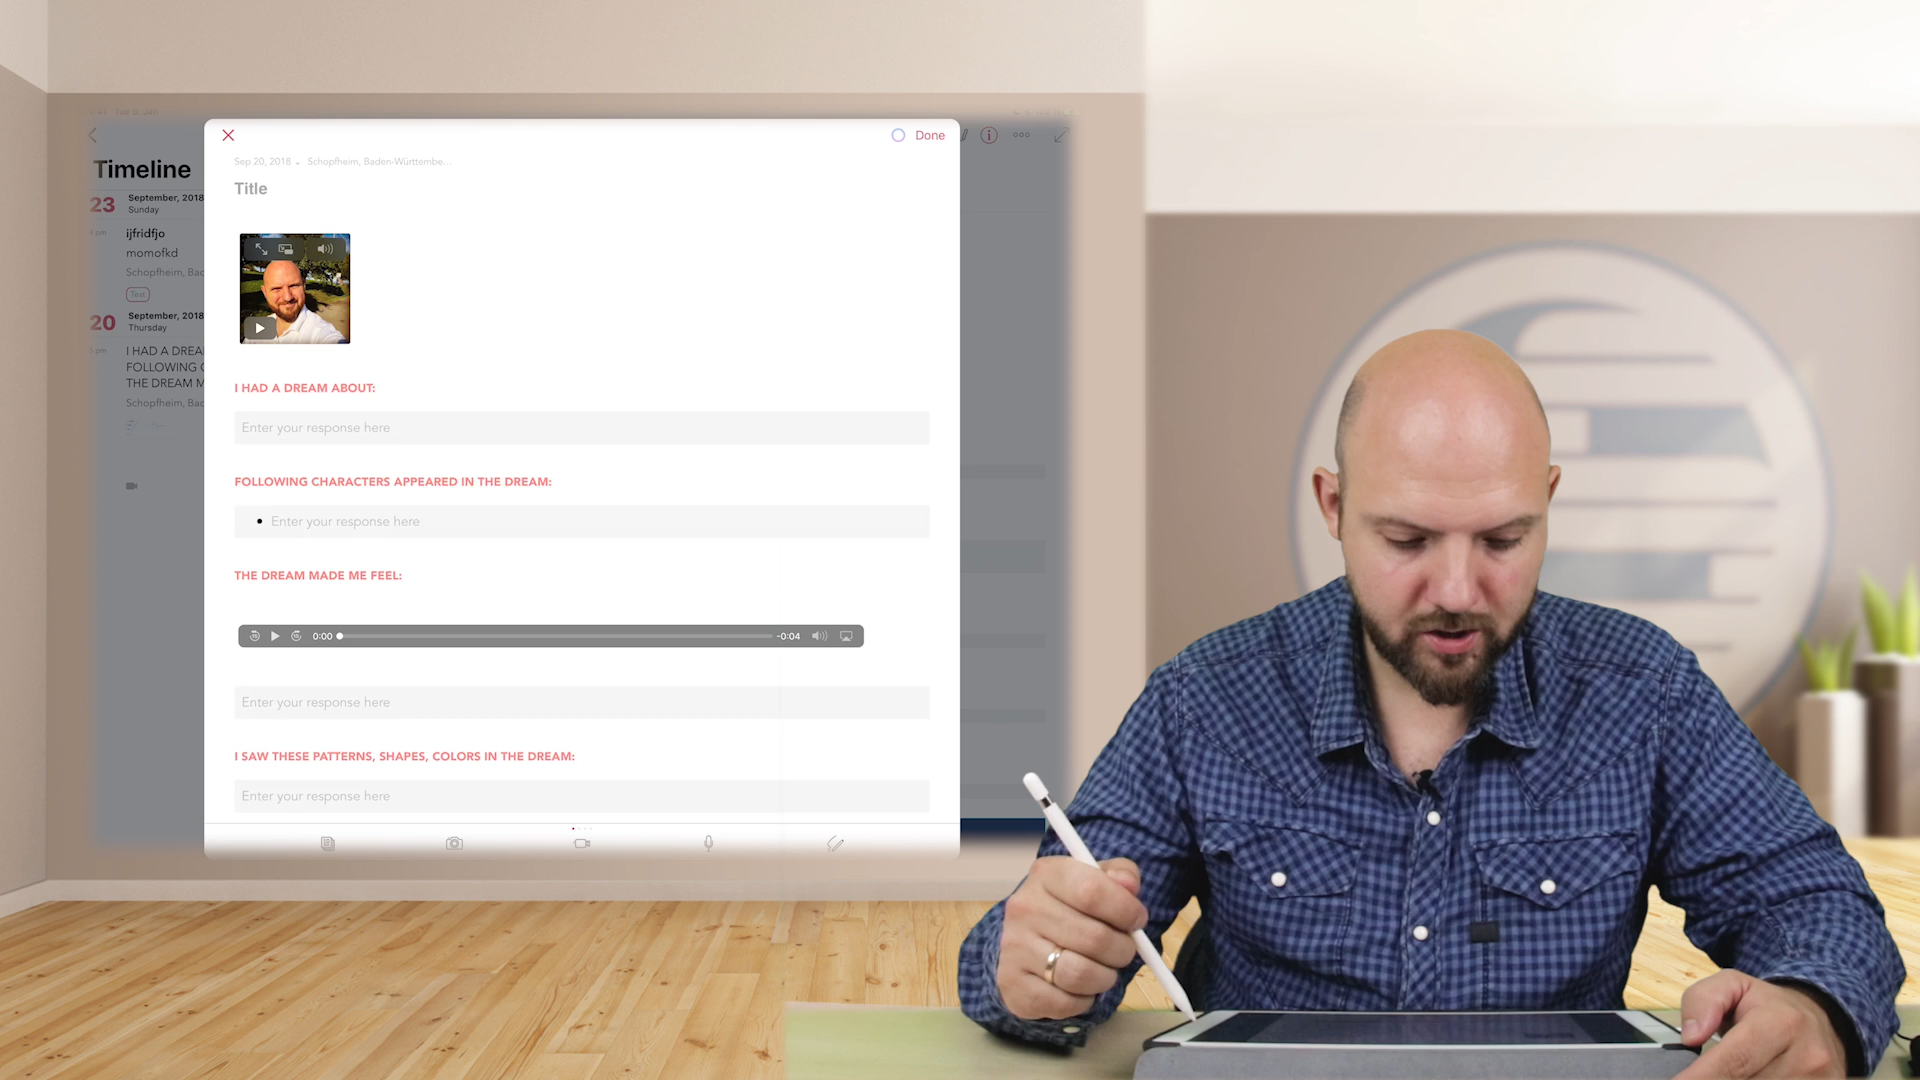 Done
Sep 20, 2018
Schopfheim, Baden-Württembe...
Timeline
Title
23
September, 2018
Sunday
ijfridfjo
momofkd
Schopfheim, Bad
Text
20
September, 2018
Thursday
5 pm
I HAD A DREA
FOLLOWING C
THE DREAM M
Schopfheim, Bad
I HAD A DREAM ABOUT:
Enter your response here
FOLLOWING CHARACTERS APPEARED IN THE DREAM:
• Enter your response here
THE DREAM MADE ME FEEL:
0:00
-0:04
Enter your response here
I SAW THESE PATTERNS, SHAPES, COLORS IN THE DREAM:
Enter your response here